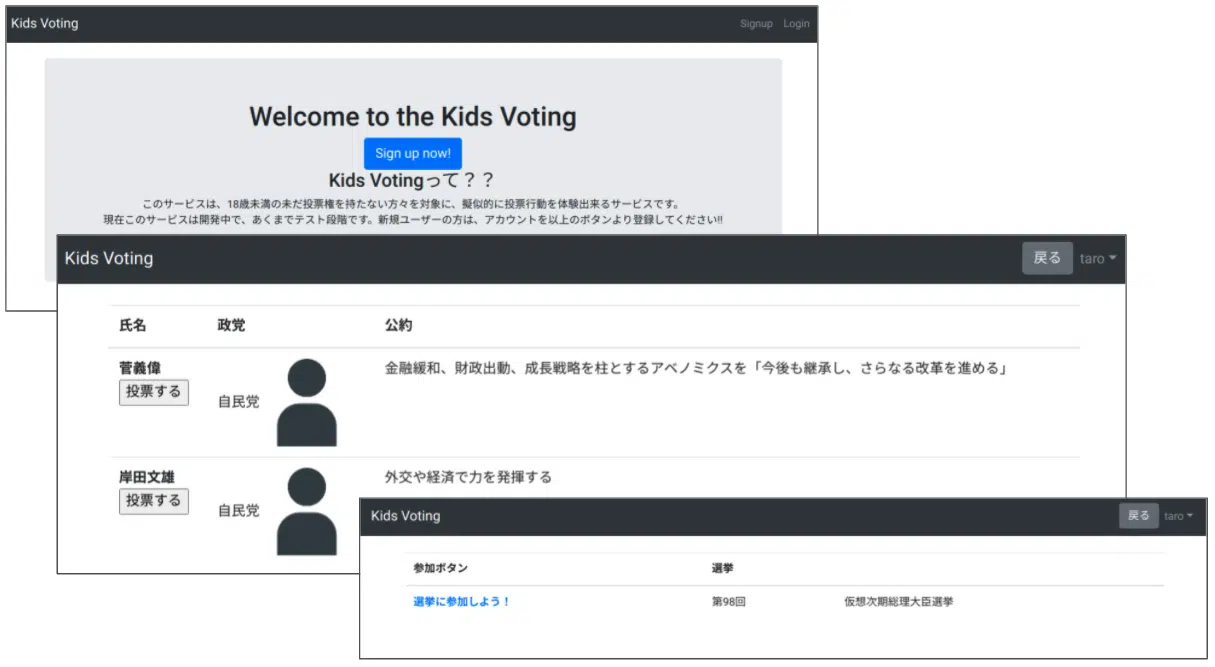 Kids Voting
Signup Login
Welcome to the Kids Voting
Sign up now!
Kids Votingって？？
このサービスは、18歳未満の未だ投票権を持たない方々を対象に、擬似的に投票行動を体験出来るサービスです。
現在このサービスは開発中で、あくまでテスト段階です。新規ユーザーの方は、アカウントを以上のボタンより登録してください!!
Kids Voting
戻る taro
氏名 政党 公約
菅義偉
投票する
自民党
金融緩和、財政出動、成長戦略を柱とするアベノミクスを「今後も継承し、さらなる改革を進める」
岸田文雄
投票する
自民党
外交や経済で力を発揮する
Kids Voting
戻る taro
参加ボタン 選挙
選挙に参加しよう！ 第98回 仮想次期総理大臣選挙